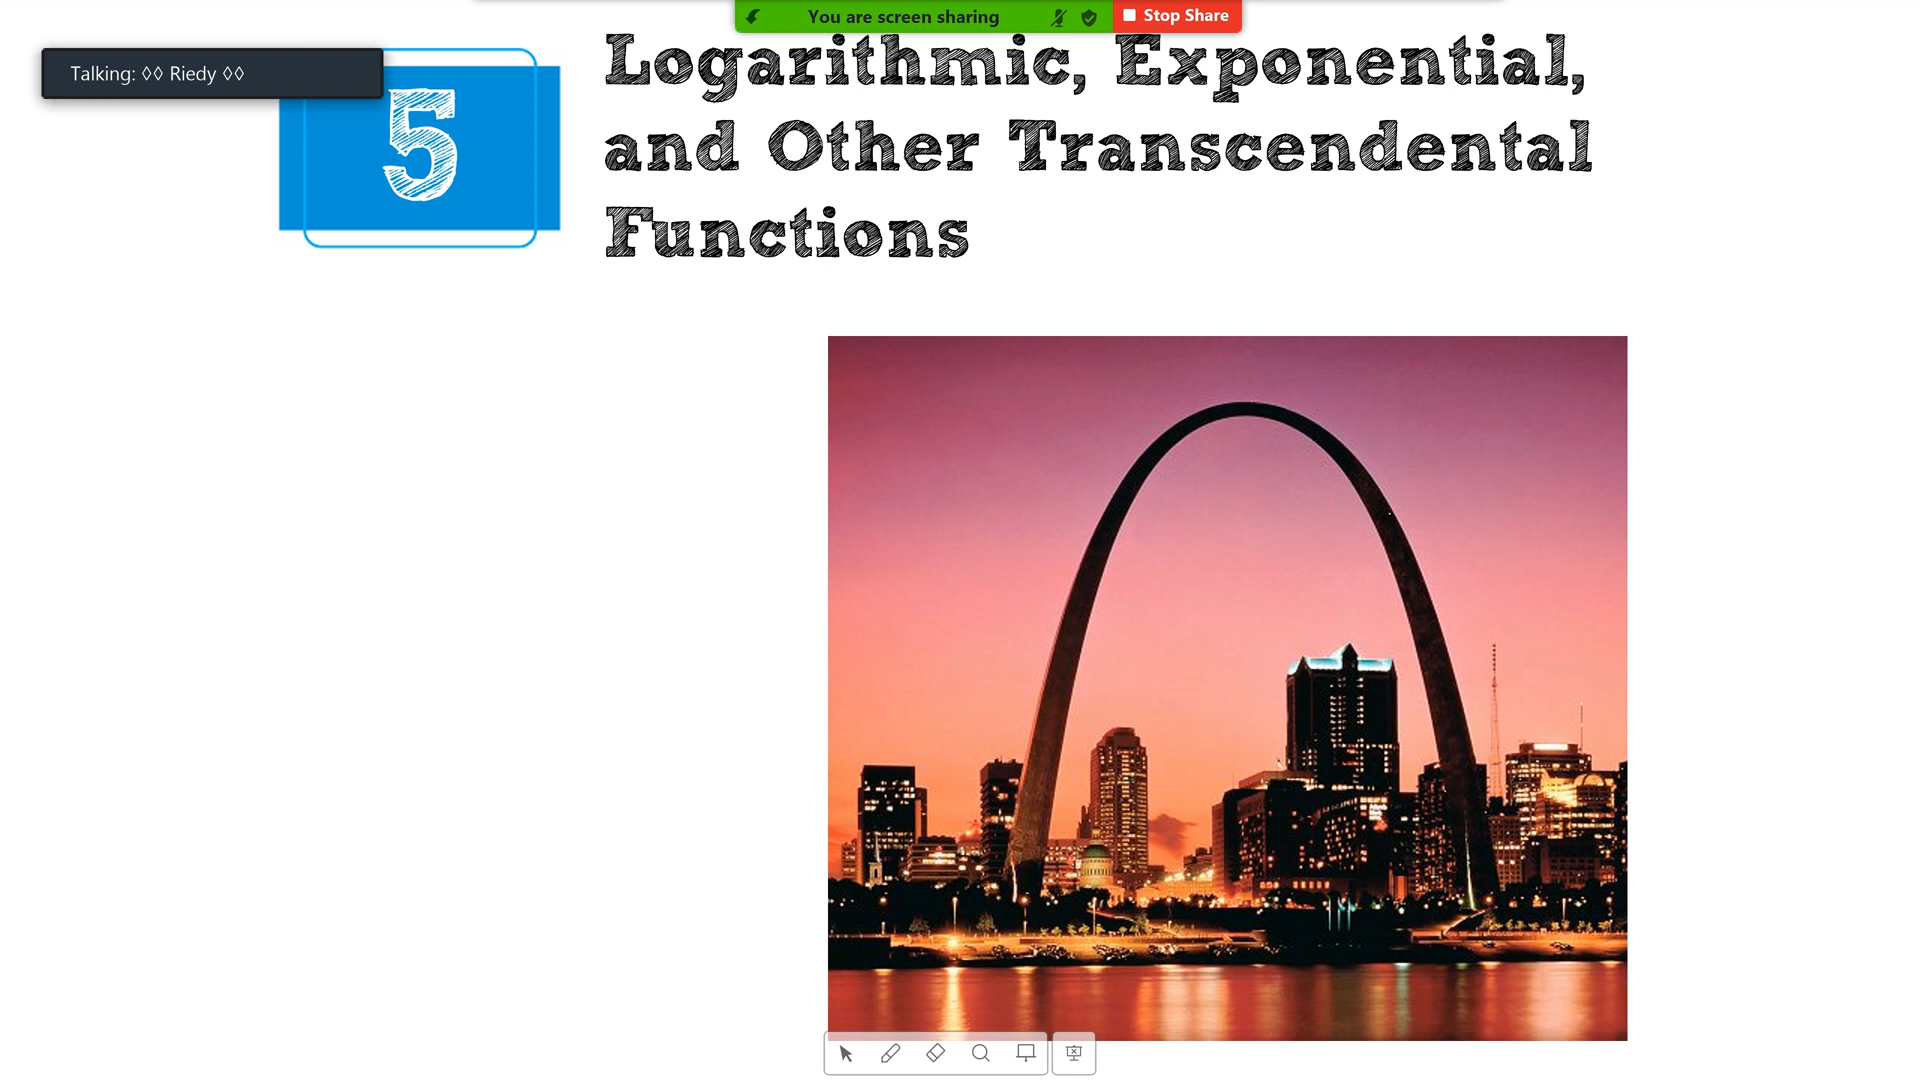 You are screen sharing
Stop Share
Talking: ◊◊ Riedy ◊◊
5
Logarithmic, Exponential,
and Other Transcendental
Functions